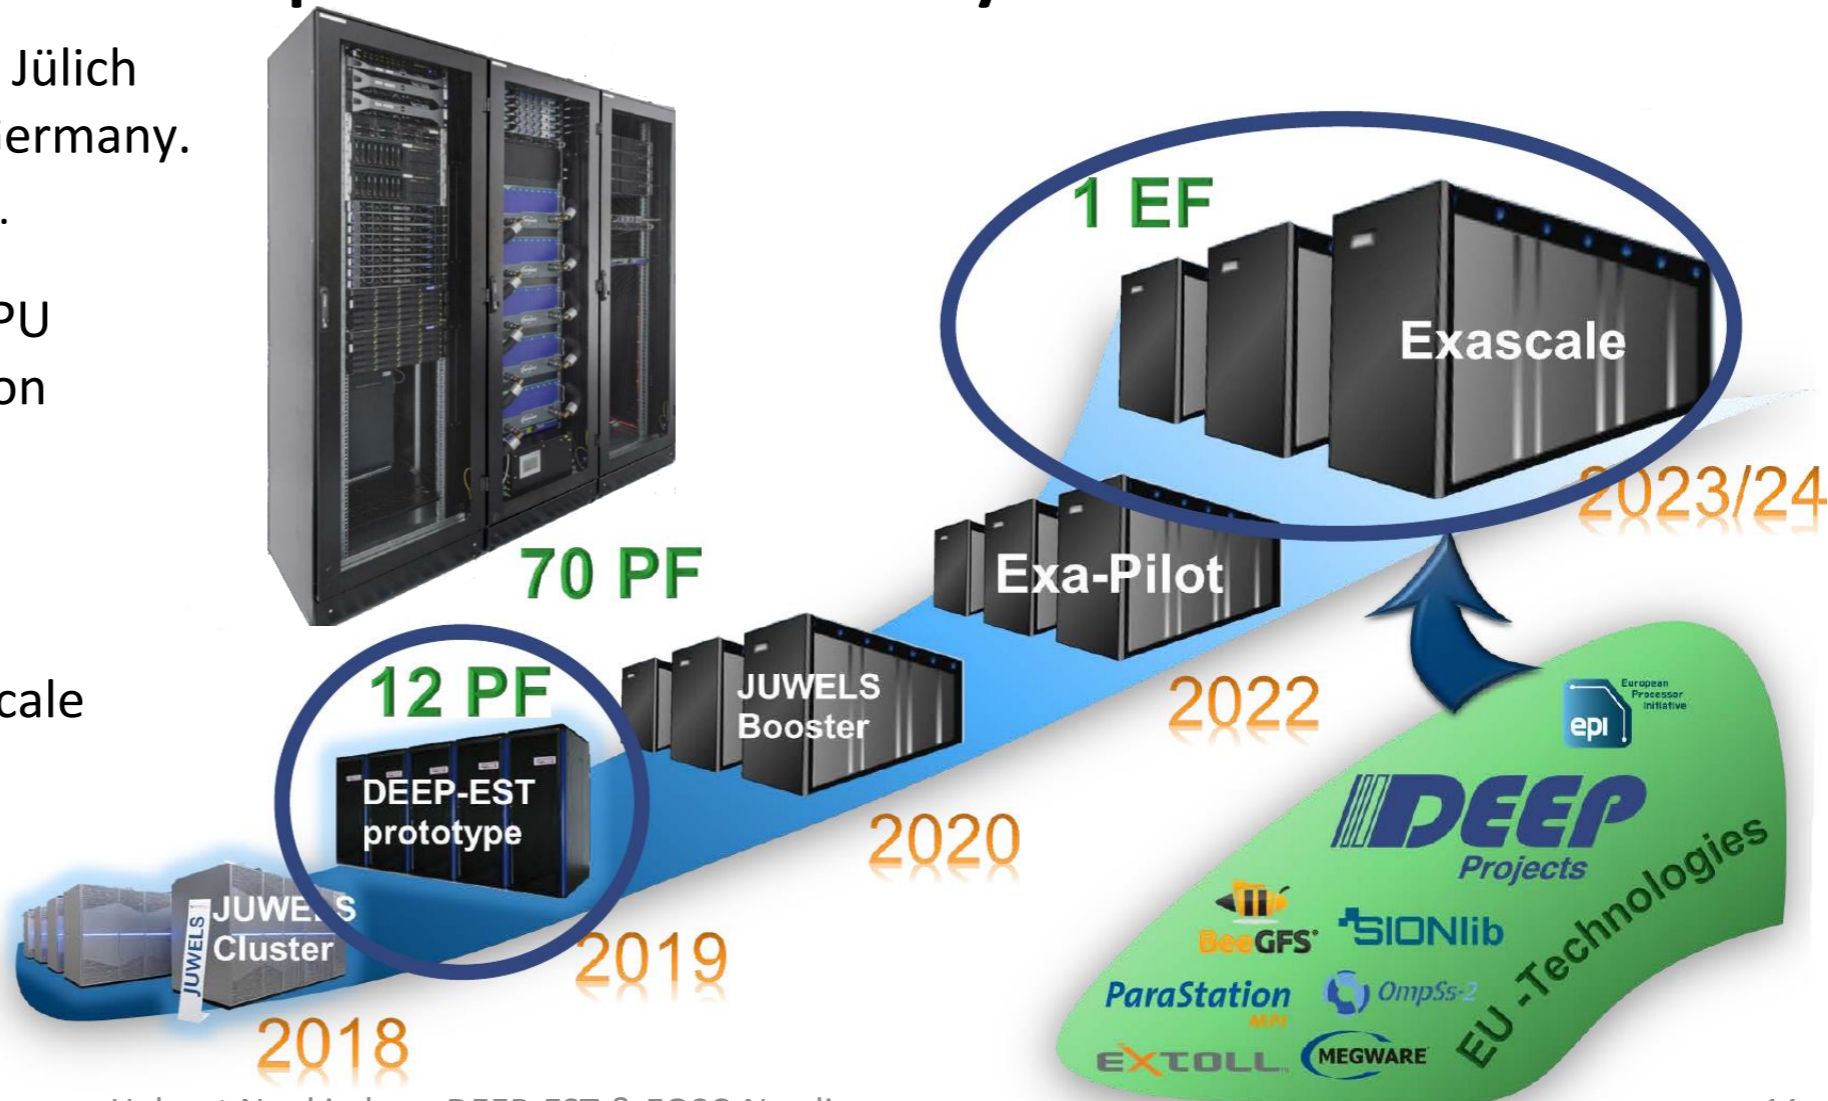 Jülich
Germany.
.
PU
on
cale
1 EF
Exascale
2023/24
70 PF
Exa-Pilot
2022
12 PF
JUWELS
Booster
2020
DEEP-EST
prototype
2019
JUWELS
Cluster
JUWELS
2018
European
Processor
Initiative
epi
DEEP
Projects
BeeGFS®
SIONlib
ParaStation
MPI
OmpSs-2
EXTOLL
MEGWARE
EU -Technologies